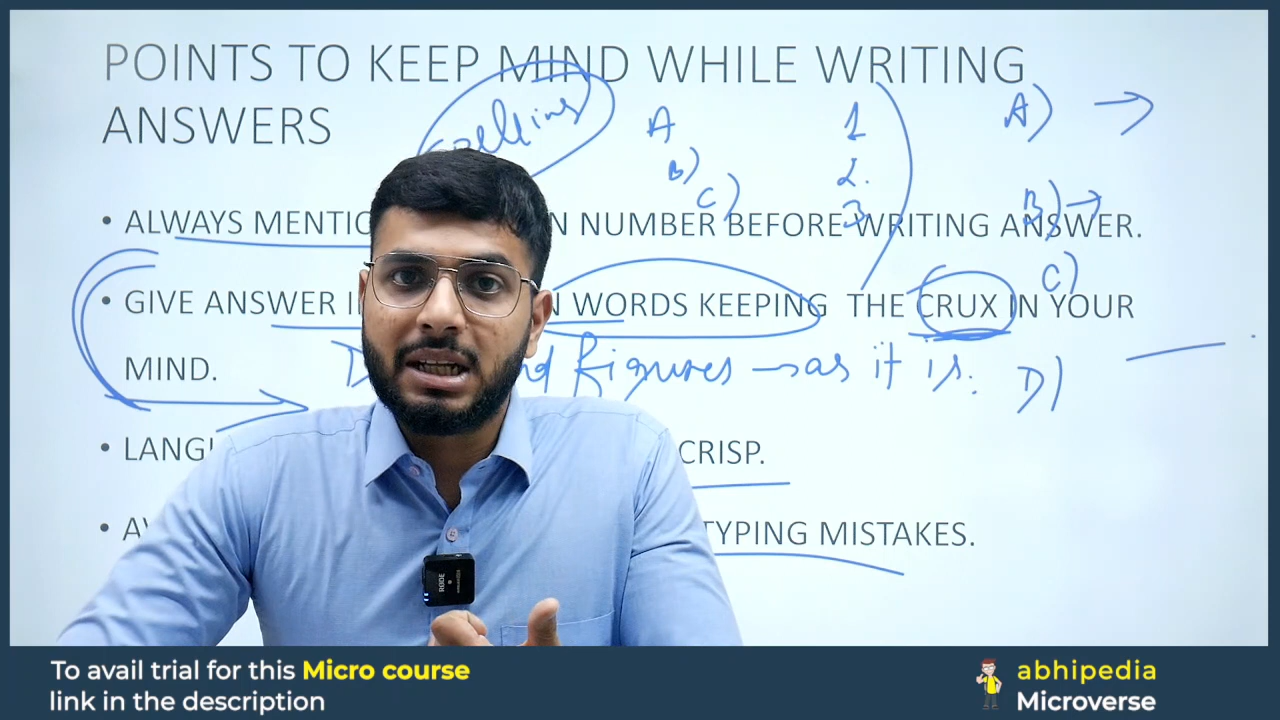 POINTS TO KEEP MIND WHILE WRITING
ANSWERS
A
B)
C)
1
2.
3
A) →
B) →
C)
D)
• ALWAYS MENTIO N NUMBER BEFORE WRITING ANSWER.
• GIVE ANSWER I N WORDS KEEPING THE CRUX IN YOUR
MIND.
D nd figures → as it is.
• LANG CRISP.
• AV TYPING MISTAKES.
RØDE
To avail trial for this Micro course
link in the description
abhipedia
Microverse